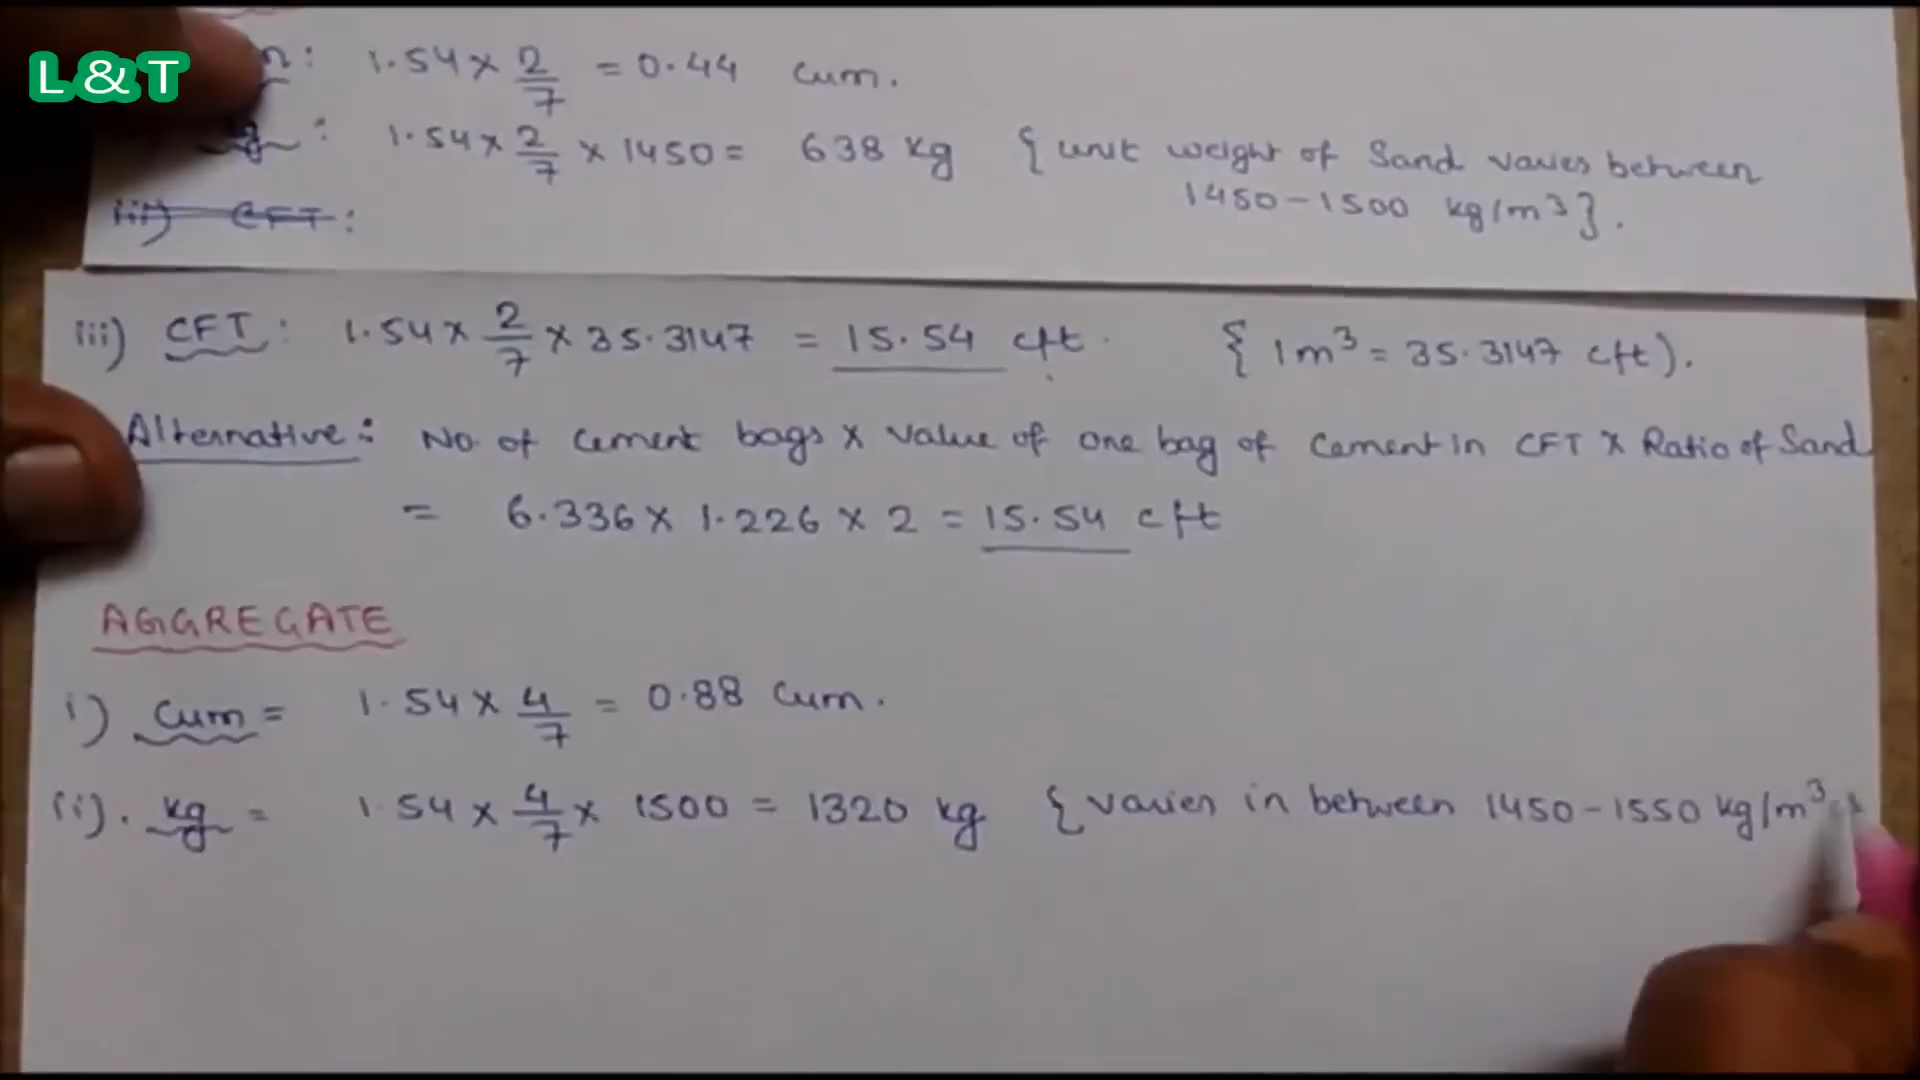 L&T
: 1.54 × 2/7 = 0.44 cum.
: 1.54 × 2/7 × 1450 = 638 kg { unit weight of Sand varies between
1450-1500 kg/m³}.
iii) CFT:
iii) CFT: 1.54 × 2/7 × 35.3147 = 15.54 cft. { 1m³ = 35.3147 cft).
Alternative: No. of cement bags × value of one bag of cement in CFT × Ratio of Sand
= 6.336 × 1.226 × 2 = 15.54 cft
AGGREGATE
i) Cum = 1.54 × 4/7 = 0.88 cum.
(ii). kg = 1.54 × 4/7 × 1500 = 1320 kg { varies in between 1450-1550 kg/m³